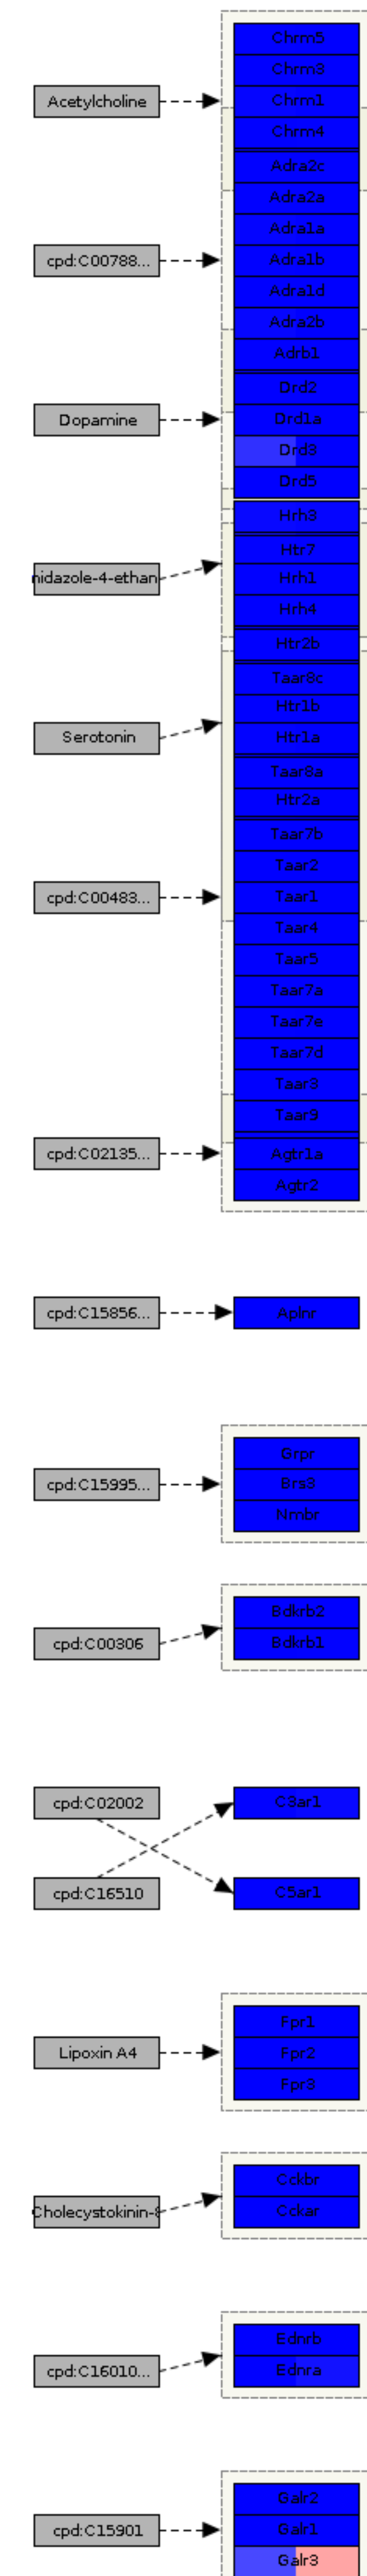 Chrm5
Chrm3
Acetylcholine
Chrm1
Chrm4
Adra2c
Adra2a
Adra1a
cpd:C00788...
Adra1b
Adra1d
Adra2b
Adrb1
Drd2
Dopamine
Drd1a
Drd3
Drd5
Hrh3
Htr7
nidazole-4-ethan
Hrh1
Hrh4
Htr2b
Taar8c
Htr1b
Serotonin
Htr1a
Taar8a
Htr2a
Taar7b
Taar2
cpd:C00483...
Taar1
Taar4
Taar5
Taar7a
Taar7e
Taar7d
Taar3
Taar9
cpd:C02135...
Agtr1a
Agtr2
cpd:C15856...
Aplnr
Grpr
cpd:C15995...
Brs3
Nmbr
Bdkrb2
cpd:C00306
Bdkrb1
cpd:C02002
C3ar1
cpd:C16510
C5ar1
Fpr1
Lipoxin A4
Fpr2
Fpr3
Cckbr
Cholecystokinin-8
Cckar
Ednrb
cpd:C16010...
Ednra
Galr2
cpd:C15901
Galr1
Galr3